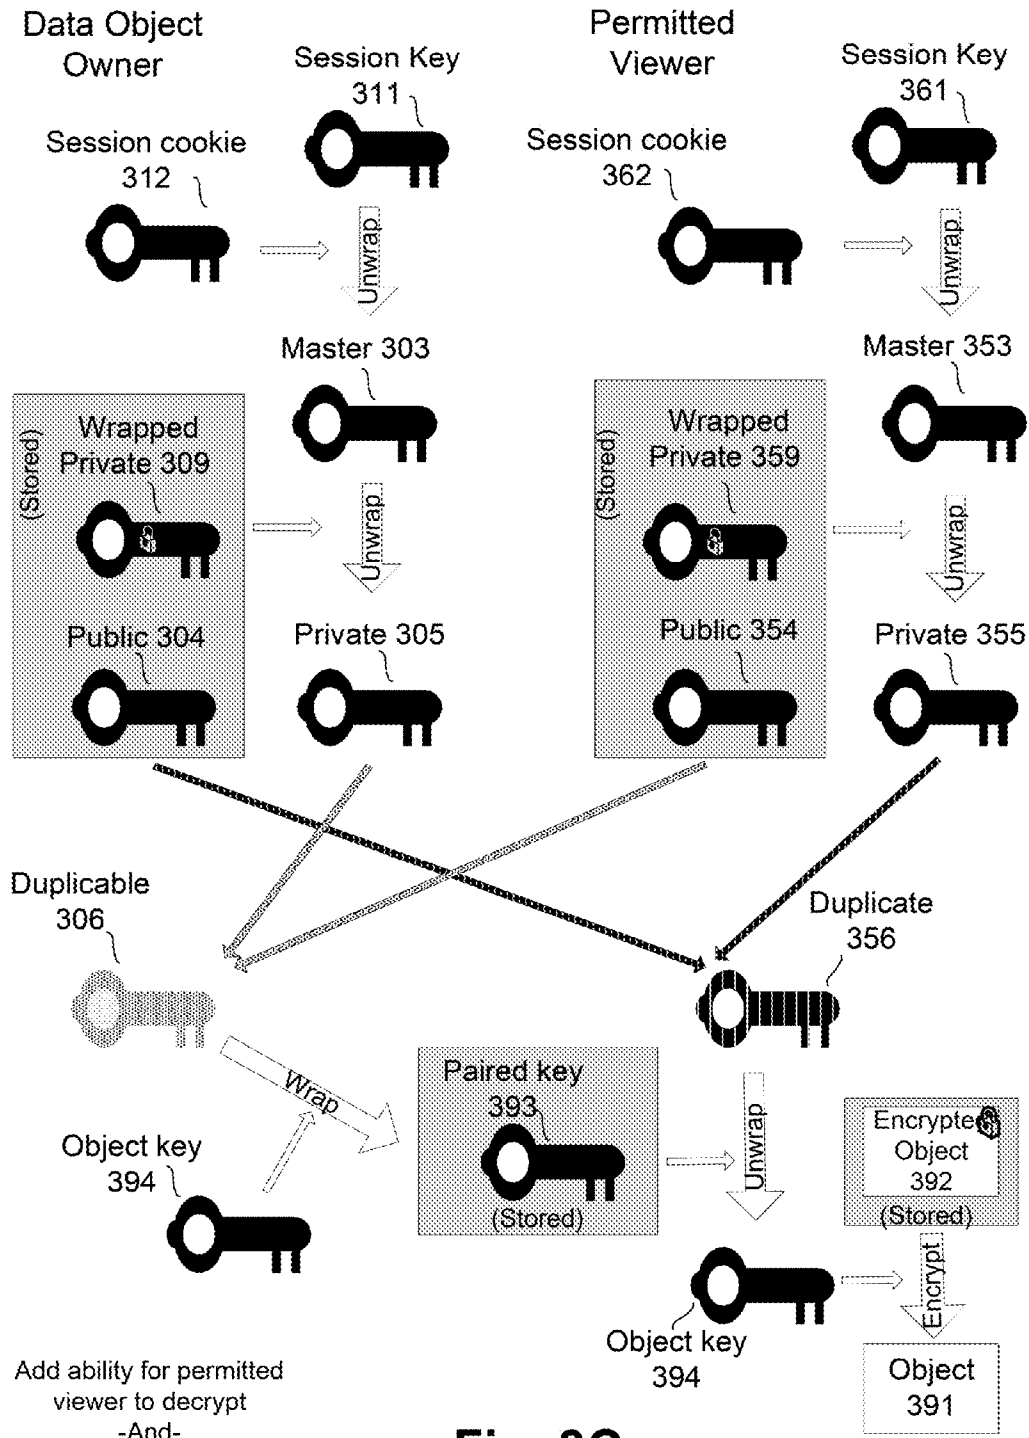 Data Object
Owner
Permitted
Viewer
Session Key
311
Session Key
361
Session cookie
312
Session cookie
362
Unwrap
Unwrap
Master 303
Master 353
(Stored)
Wrapped
Private 309
(Stored)
Wrapped
Private 359
Unwrap
Unwrap
Public 304
Private 305
Public 354
Private 355
Duplicable
306
Duplicate
356
Wrap
Paired key
393
(Stored)
Unwrap
Object key
394
Object
392
(Stored)
Encrypt
Object key
394
Object
391
Add ability for permitted
viewer to decrypt
-And-